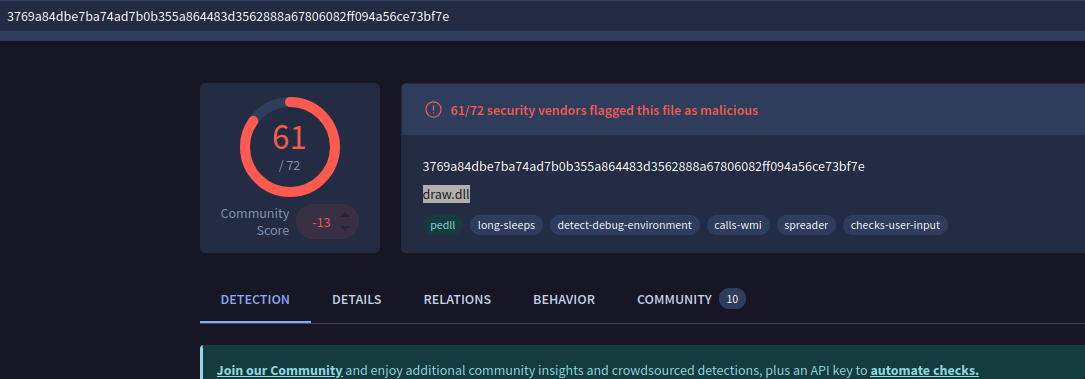 3769a84dbe7ba74ad7b0b355a864483d3562888a67806082ff094a56ce73bf7e
61
/ 72
Community
Score
-13
61/72 security vendors flagged this file as malicious
3769a84dbe7ba74ad7b0b355a864483d3562888a67806082ff094a56ce73bf7e
draw.dll
pedll long-sleeps detect-debug-environment calls-wmi spreader checks-user-input
DETECTION DETAILS RELATIONS BEHAVIOR COMMUNITY 10
Join our Community and enjoy additional community insights and crowdsourced detections, plus an API key to automate checks.